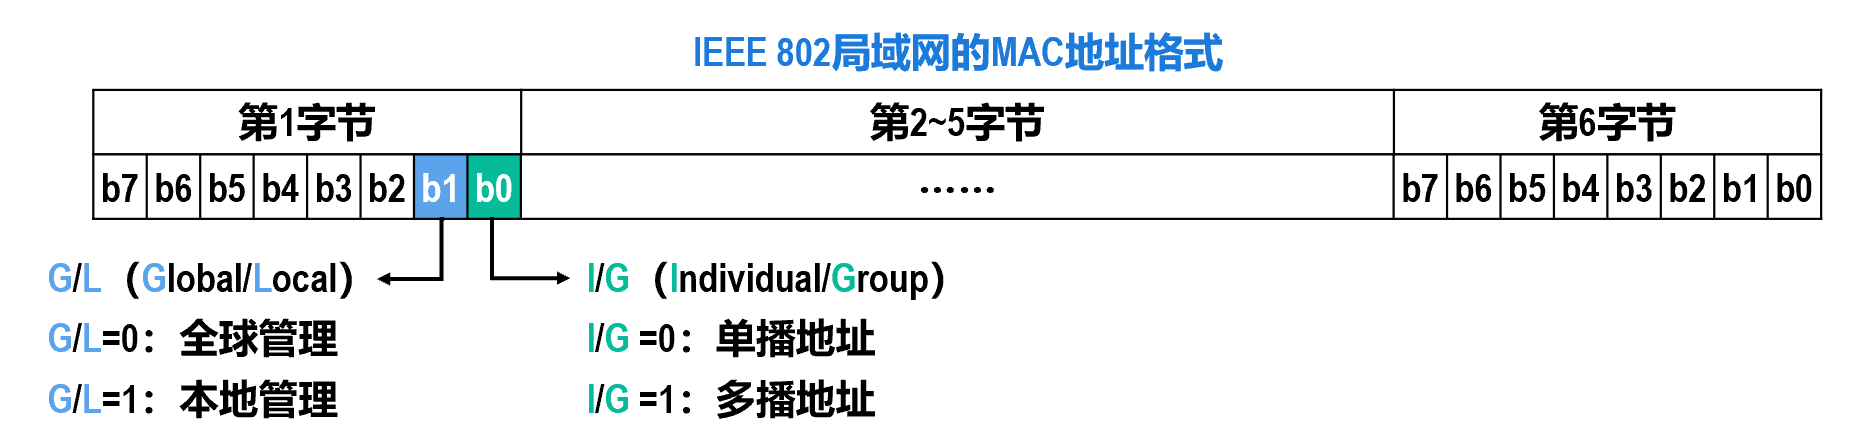 IEEE 802局域网的MAC地址格式
第1字节 第2~5字节 第6字节
b7 b6 b5 b4 b3 b2 b1 b0 …… b7 b6 b5 b4 b3 b2 b1 b0
G/L（Global/Local） I/G（Individual/Group）
G/L=0：全球管理 I/G =0：单播地址
G/L=1：本地管理 I/G =1：多播地址